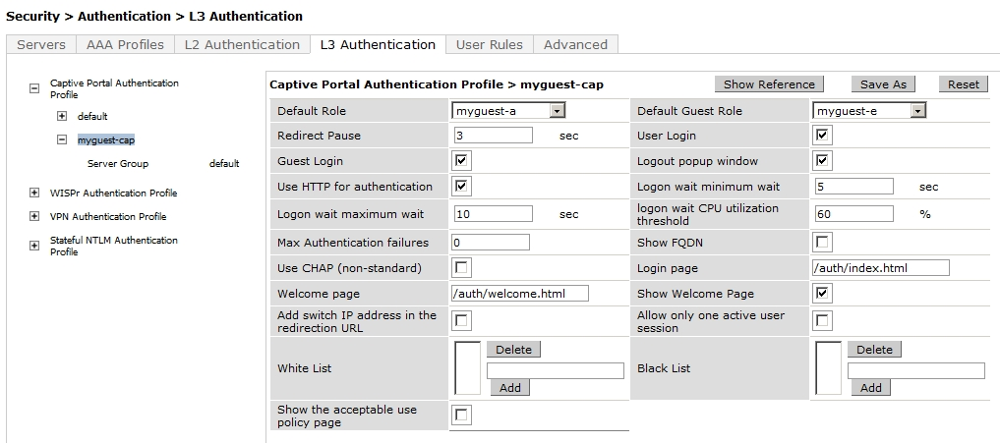 Security > Authentication > L3 Authentication
Servers AAA Profiles L2 Authentication L3 Authentication User Rules Advanced
Captive Portal Authentication
Profile
default
myguest-cap
Server Group default
WISPr Authentication Profile
VPN Authentication Profile
Stateful NTLM Authentication
Profile
Captive Portal Authentication Profile > myguest-cap Show Reference Save As Reset
Default Role myguest-a Default Guest Role myguest-e
Redirect Pause 3 sec User Login
Guest Login Logout popup window
Use HTTP for authentication Logon wait minimum wait 5 sec
Logon wait maximum wait 10 sec logon wait CPU utilization
threshold 60 %
Max Authentication failures 0 Show FQDN
Use CHAP (non-standard) Login page /auth/index.html
Welcome page /auth/welcome.html Show Welcome Page
Add switch IP address in the
redirection URL
Allow only one active user
session
White List Delete Add
Black List Delete Add
Show the acceptable use
policy page